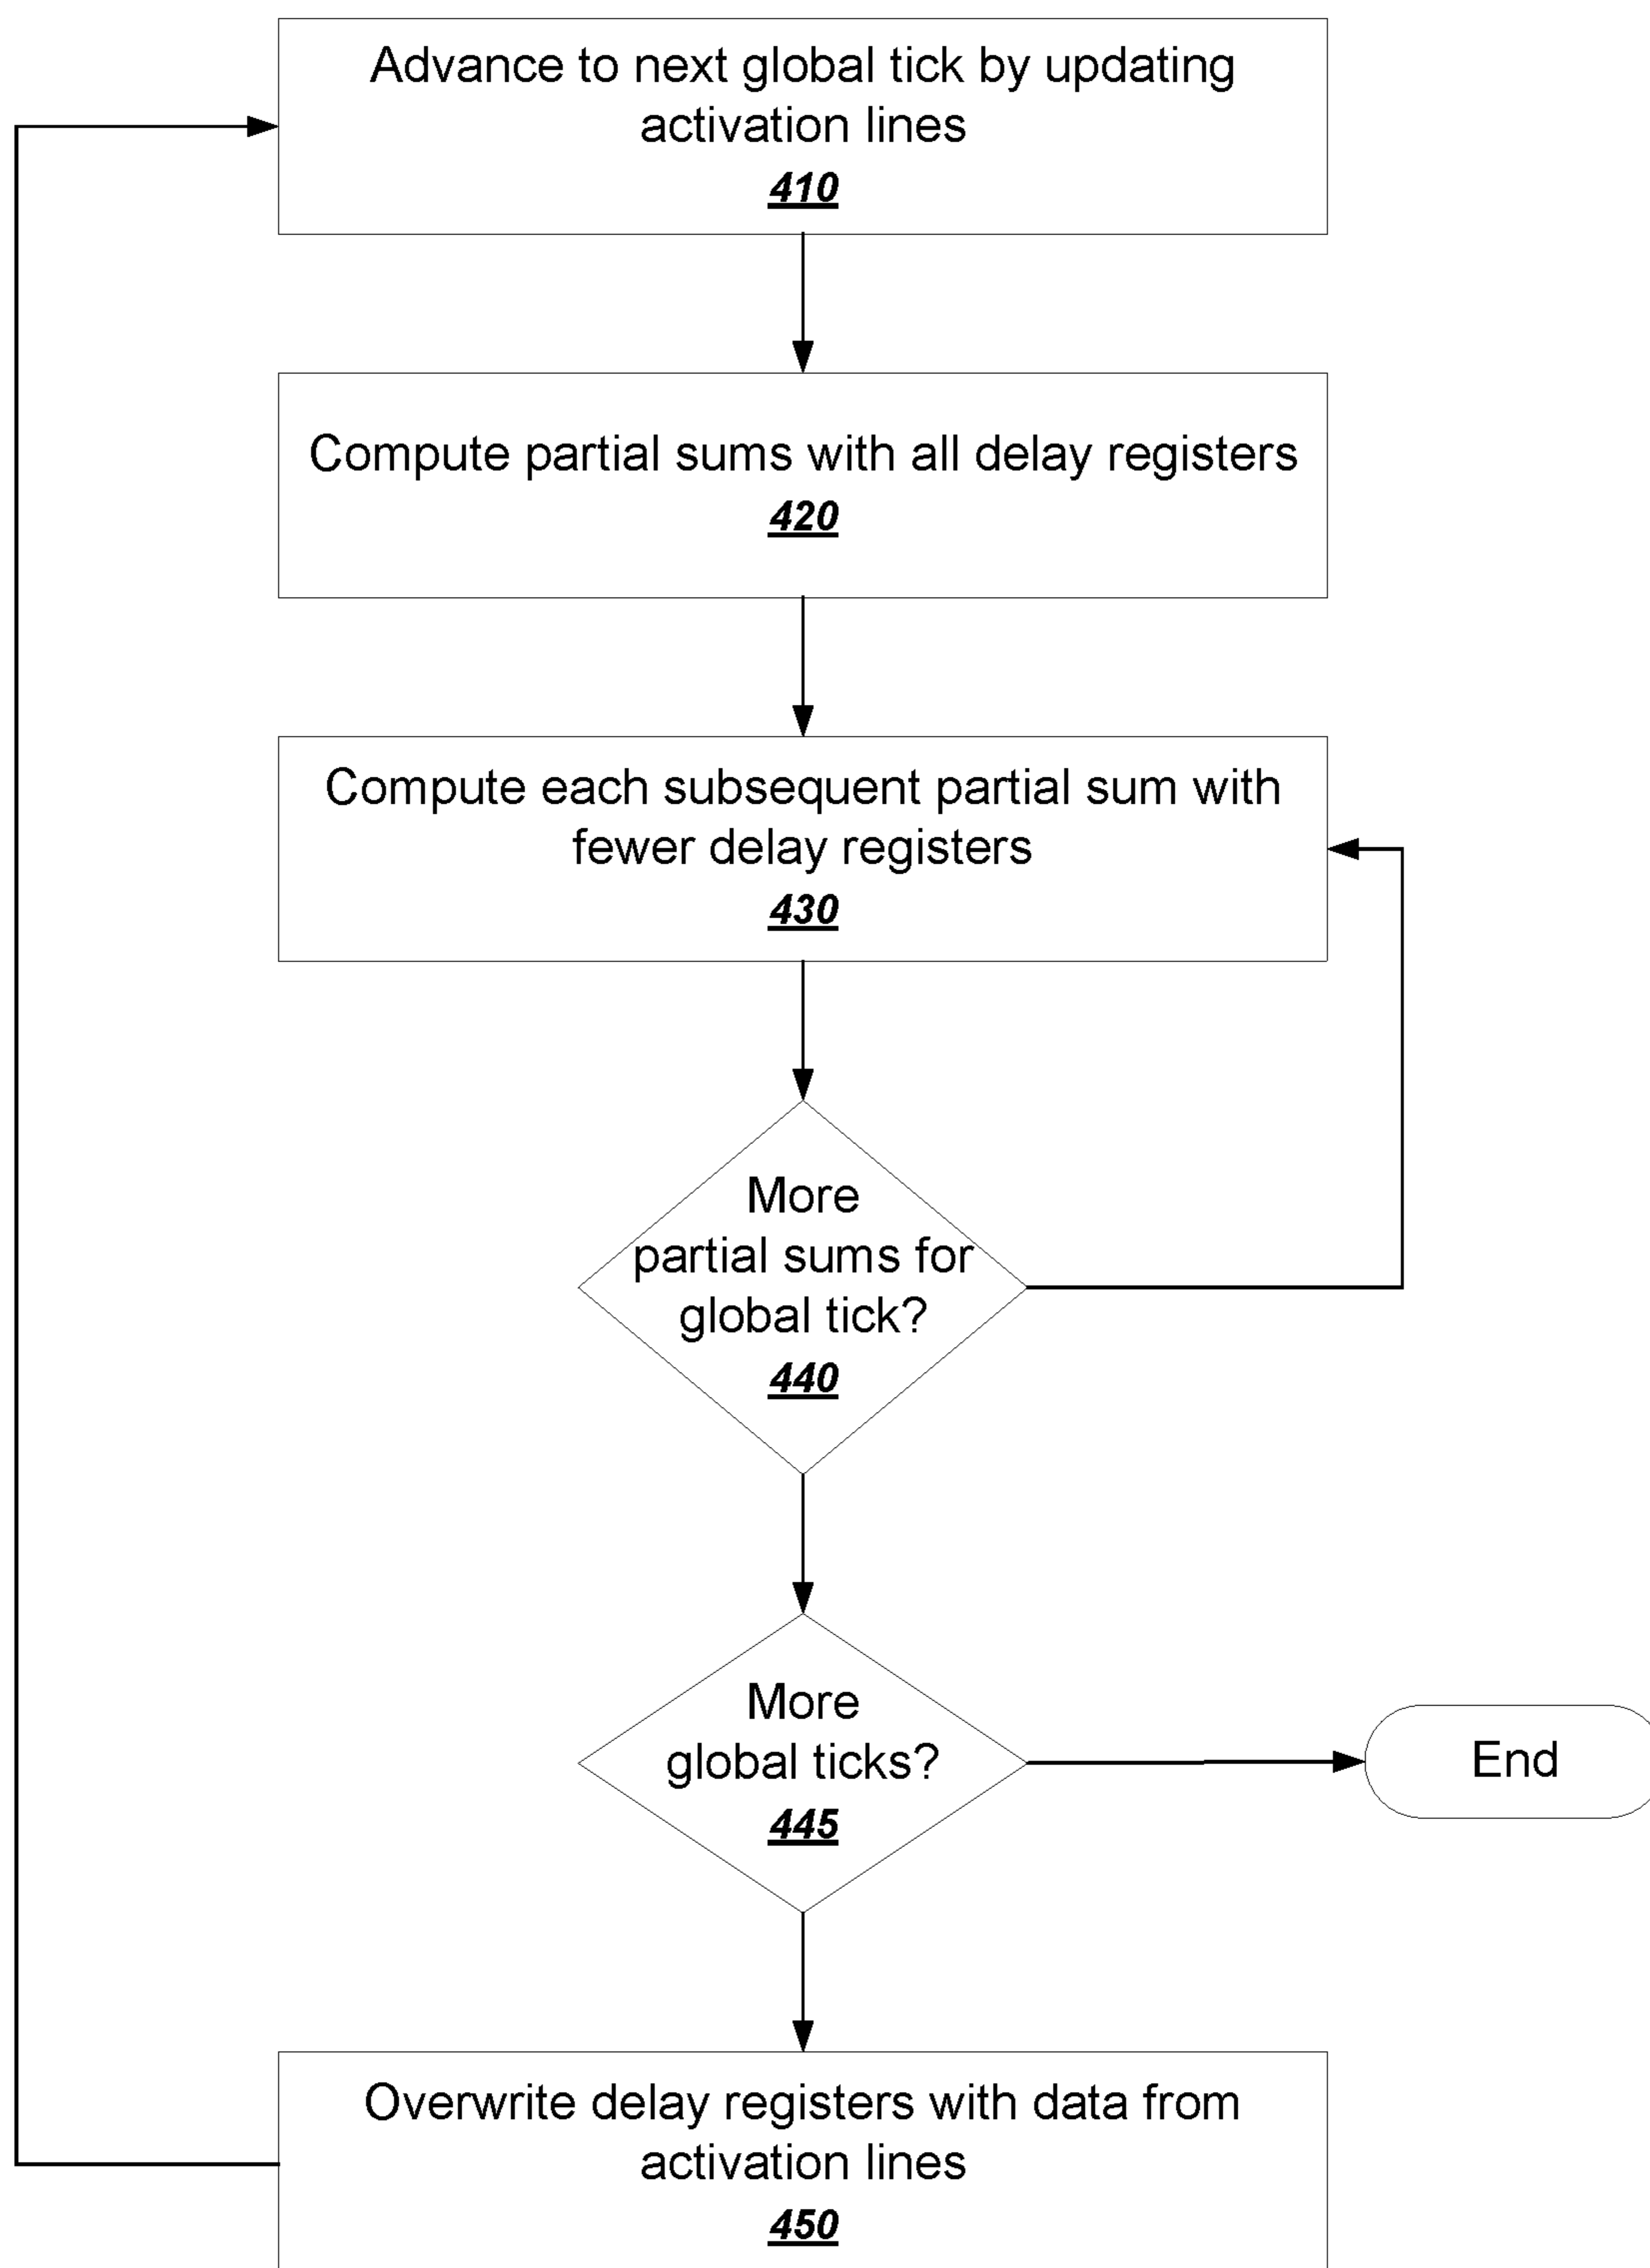 Advance to next global tick by updating
activation lines
410
Compute partial sums with all delay registers
420
Compute each subsequent partial sum with
fewer delay registers
430
More
partial sums for
global tick?
440
More
global ticks?
445
End
Overwrite delay registers with data from
activation lines
450